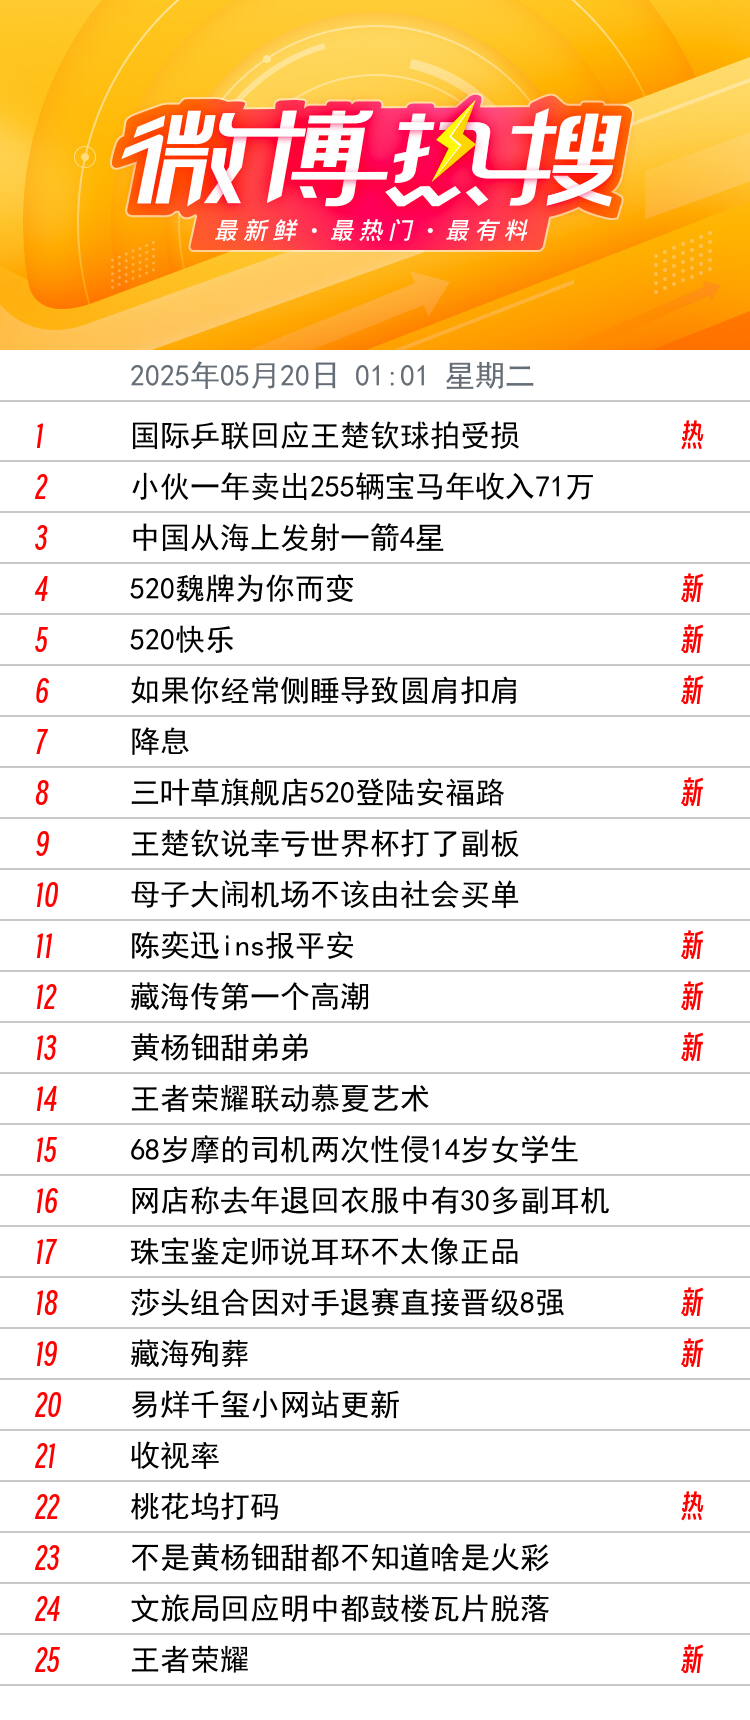 微博热搜
最新鲜·最热门·最有料
2025年05月20日 01:01 星期二
1 国际乒联回应王楚钦球拍受损 热
2 小伙一年卖出255辆宝马年收入71万
3 中国从海上发射一箭4星
4 520魏牌为你而变 新
5 520快乐 新
6 如果你经常侧睡导致圆肩扣肩 新
7 降息
8 三叶草旗舰店520登陆安福路 新
9 王楚钦说幸亏世界杯打了副板
10 母子大闹机场不该由社会买单
11 陈奕迅ins报平安 新
12 藏海传第一个高潮 新
13 黄杨钿甜弟弟 新
14 王者荣耀联动慕夏艺术
15 68岁摩的司机两次性侵14岁女学生
16 网店称去年退回衣服中有30多副耳机
17 珠宝鉴定师说耳环不太像正品
18 莎头组合因对手退赛直接晋级8强 新
19 藏海殉葬 新
20 易烊千玺小网站更新
21 收视率
22 桃花坞打码 热
23 不是黄杨钿甜都不知道啥是火彩
24 文旅局回应明中都鼓楼瓦片脱落
25 王者荣耀 新